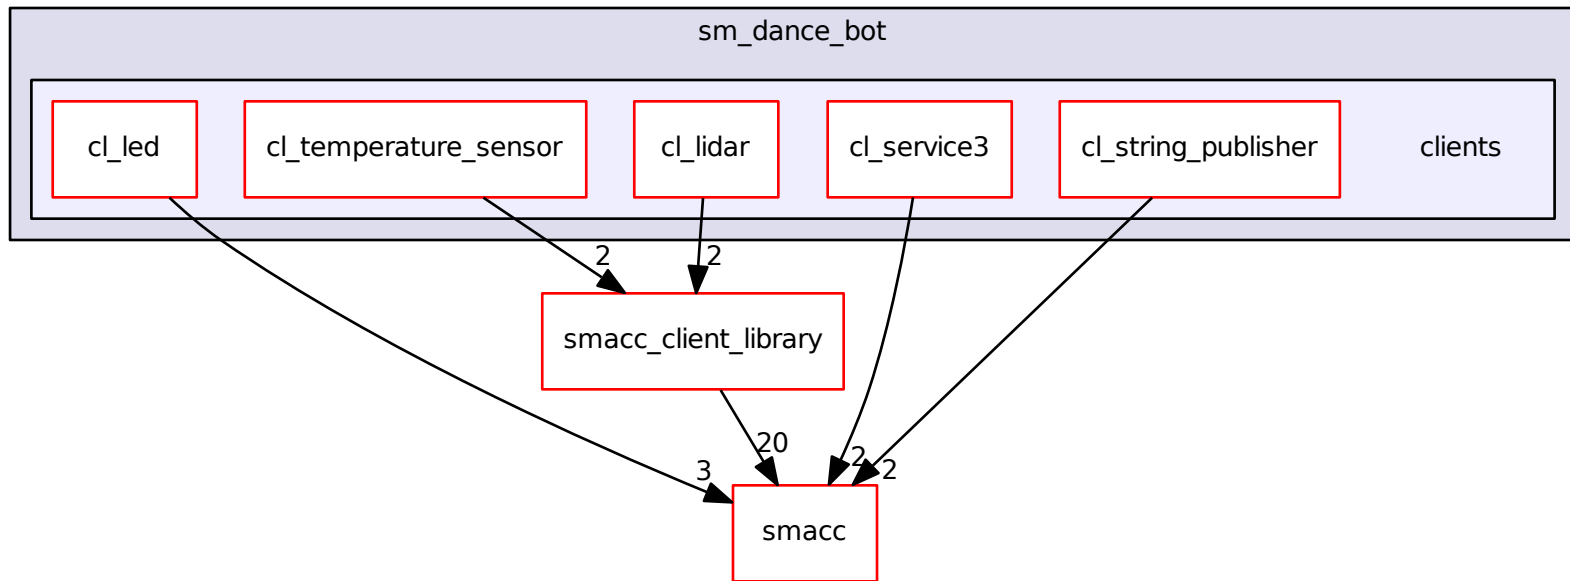 sm_dance_bot
cl_led
cl_temperature_sensor
cl_lidar
cl_service3
cl_string_publisher
clients
2
2
smacc_client_library
20
3
2
2
smacc